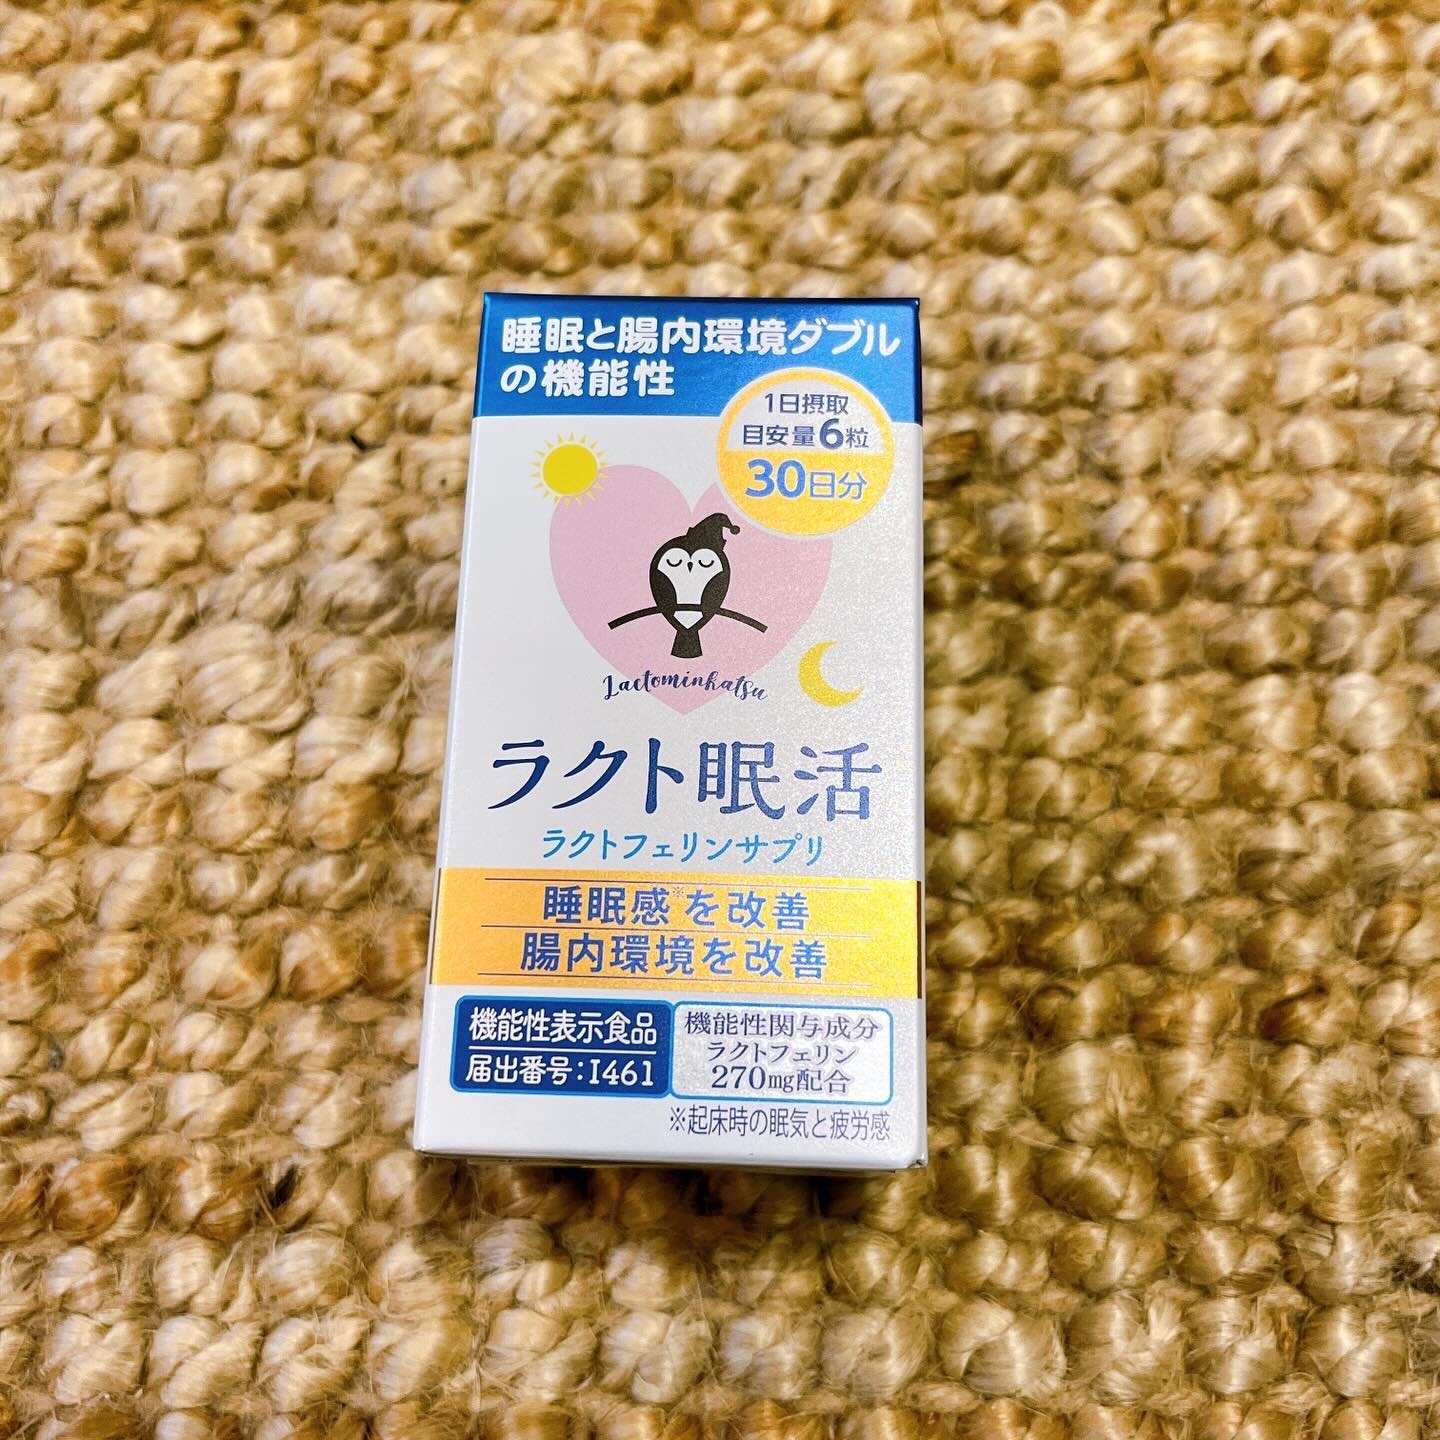 睡眠と腸内環境ダブル
の機能性
1日摂取
目安量6粒
30日分
Lactominkatsu
ラクト眠活
ラクトフェリンサプリ
睡眠感※を改善
腸内環境を改善
機能性表示食品
届出番号:I461
機能性関与成分
ラクトフェリン
270mg配合
※起床時の眠気と疲労感